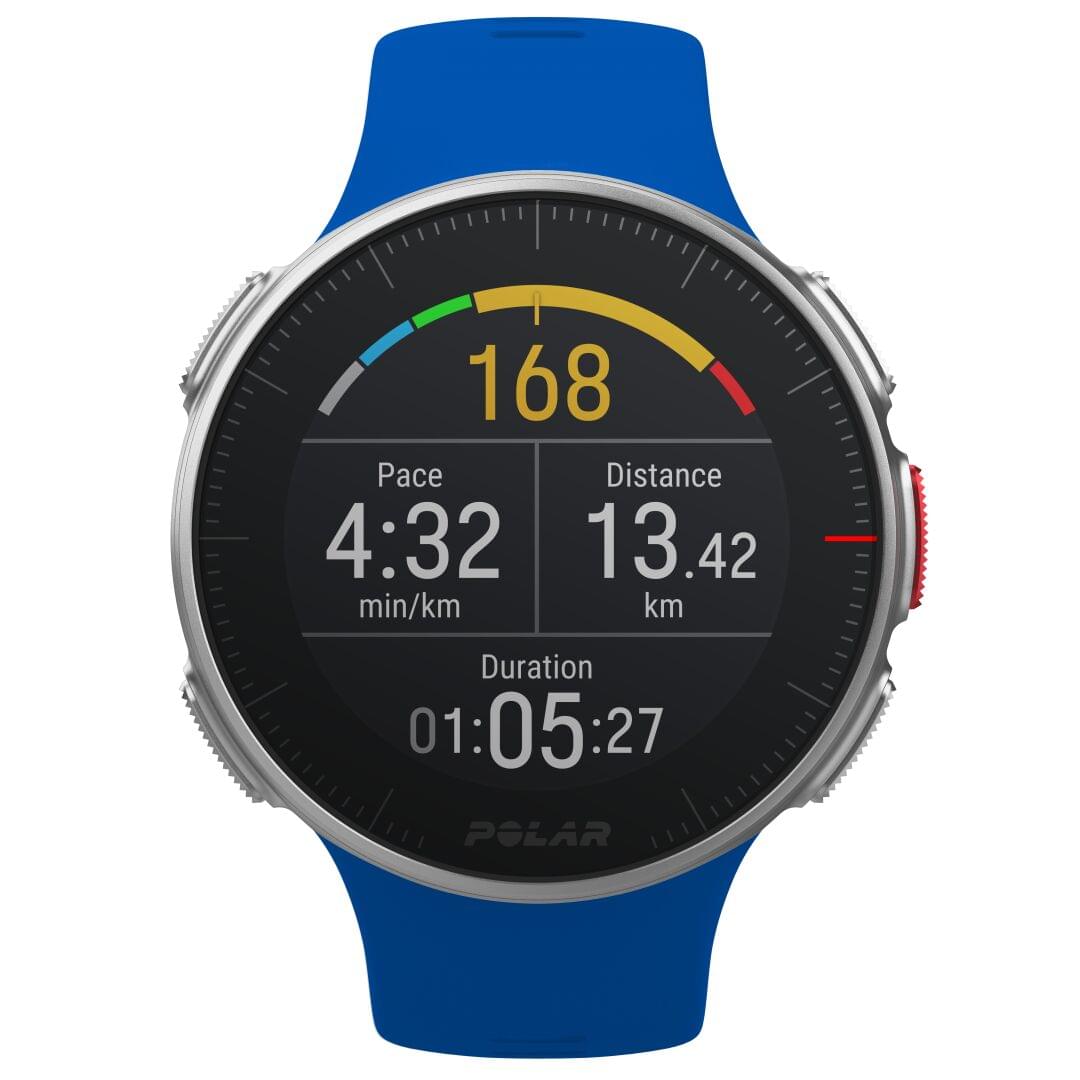 168
Pace
4:32
min/km
Distance
13.42
km
Duration
01:05:27
POLAR